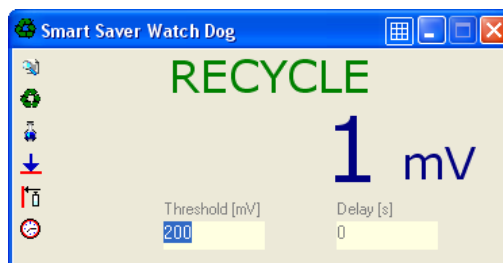 Smart Saver Watch Dog
RECYCLE
1 mV
Threshold [mV] Delay [s]
200 0